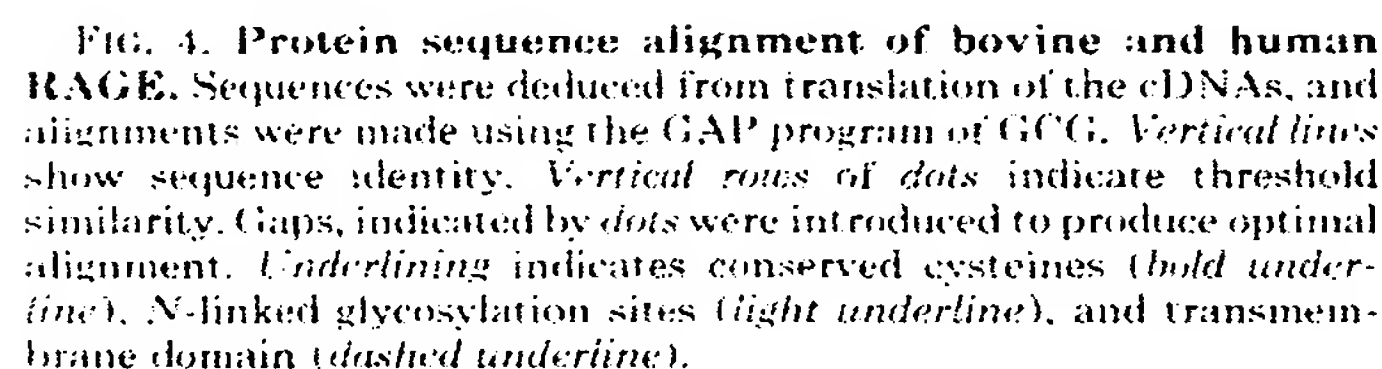 FIG. 4. Protein sequence alignment of bovine and human
RAGE. Sequences were deduced from translation of the cDNAs, and
alignments were made using the GAP program of GCG. Vertical lines
show sequence identity. Vertical rows of dots indicate threshold
similarity. Gaps, indicated by dots were introduced to produce optimal
alignment. Underlining indicates conserved cysteines (bold under-
line), N-linked glycosylation sites (light underline), and transmem-
brane domain (dashed underline).